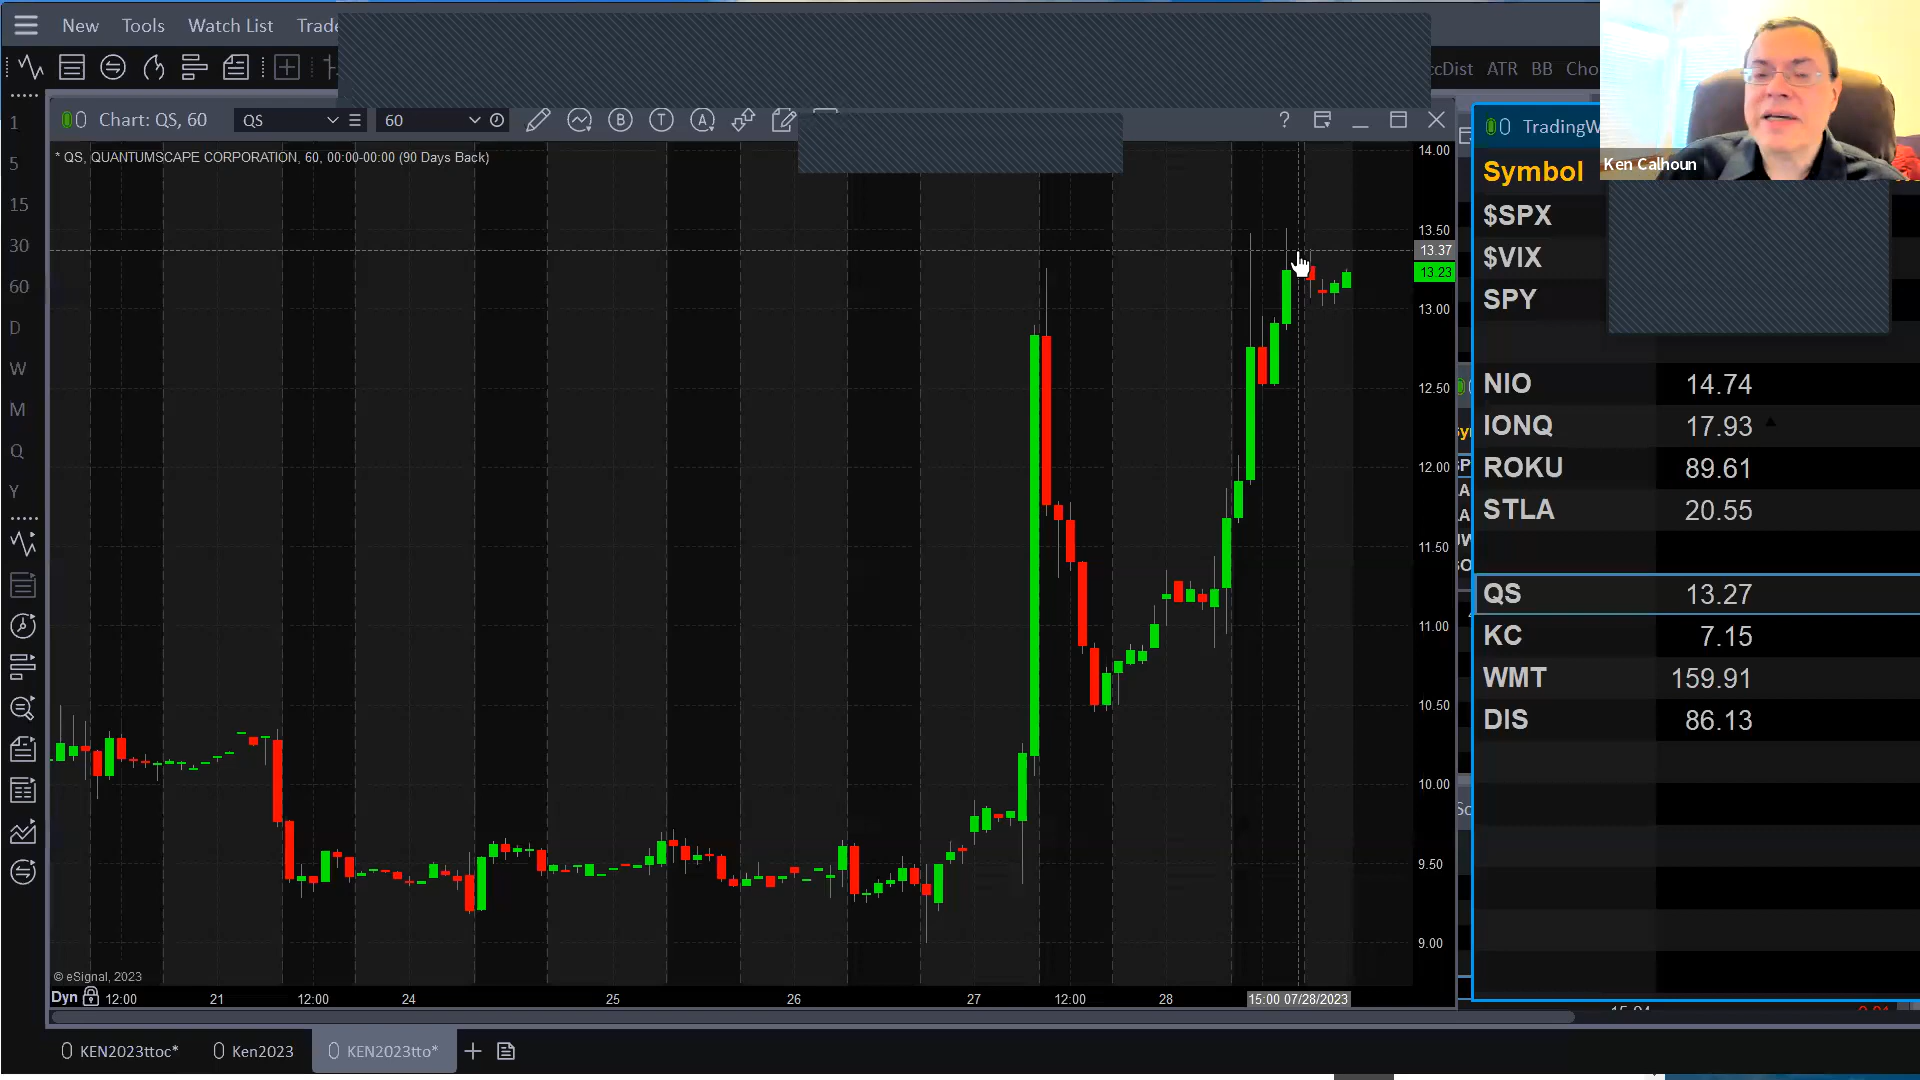 New Tools Watch List Trade
ccDist ATR BB Cho
Chart: QS, 60 QS 60 B T A ?
* QS, QUANTUMSCAPE CORPORATION, 60, 00:00-00:00 (90 Days Back)
1
5
15
30
60
D
W
M
Q
Y
14.00
13.50
13.37
13.23
13.00
12.50
12.00
11.50
11.00
10.50
10.00
9.50
9.00
© eSignal, 2023
Dyn 12:00 21 12:00 24 25 26 27 12:00 28 15:00 07/28/2023
KEN2023ttoc* Ken2023 KEN2023tto*
Ken Calhoun
TradingW
Symbol
$SPX
$VIX
SPY
NIO 14.74
IONQ 17.93
ROKU 89.61
STLA 20.55
QS 13.27
KC 7.15
WMT 159.91
DIS 86.13